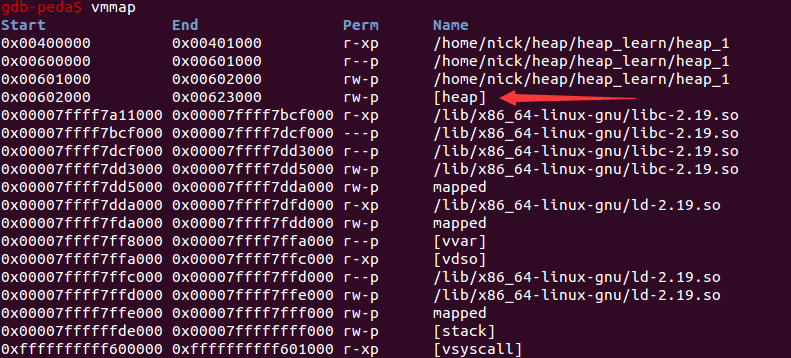 gdb-peda$ vmmap
Start End Perm Name
0x00400000 0x00401000 r-xp /home/nick/heap/heap_learn/heap_1
0x00600000 0x00601000 r--p /home/nick/heap/heap_learn/heap_1
0x00601000 0x00602000 rw-p /home/nick/heap/heap_learn/heap_1
0x00602000 0x00623000 rw-p [heap]
0x00007ffff7a11000 0x00007ffff7bcf000 r-xp /lib/x86_64-linux-gnu/libc-2.19.so
0x00007ffff7bcf000 0x00007ffff7dcf000 ---p /lib/x86_64-linux-gnu/libc-2.19.so
0x00007ffff7dcf000 0x00007ffff7dd3000 r--p /lib/x86_64-linux-gnu/libc-2.19.so
0x00007ffff7dd3000 0x00007ffff7dd5000 rw-p /lib/x86_64-linux-gnu/libc-2.19.so
0x00007ffff7dd5000 0x00007ffff7dda000 rw-p mapped
0x00007ffff7dda000 0x00007ffff7dfd000 r-xp /lib/x86_64-linux-gnu/ld-2.19.so
0x00007ffff7fda000 0x00007ffff7fdd000 rw-p mapped
0x00007ffff7ff8000 0x00007ffff7ffa000 r--p [vvar]
0x00007ffff7ffa000 0x00007ffff7ffc000 r-xp [vdso]
0x00007ffff7ffc000 0x00007ffff7ffd000 r--p /lib/x86_64-linux-gnu/ld-2.19.so
0x00007ffff7ffd000 0x00007ffff7ffe000 rw-p /lib/x86_64-linux-gnu/ld-2.19.so
0x00007ffff7ffe000 0x00007ffff7fff000 rw-p mapped
0x00007ffffffde000 0x00007ffffffff000 rw-p [stack]
0xffffffffff600000 0xffffffffff601000 r-xp [vsyscall]